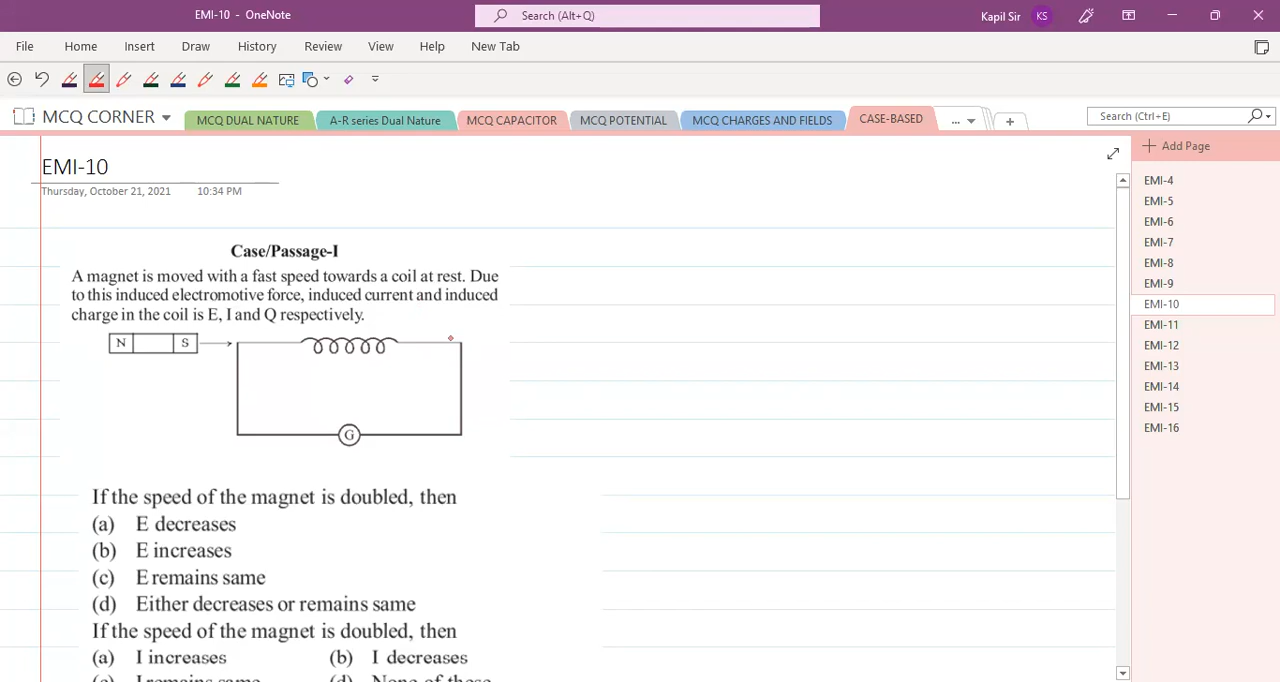 EMI-10 - OneNote
Search (Alt+Q)
Kapil Sir KS
File Home Insert Draw History Review View Help New Tab
MCQ CORNER
MCQ DUAL NATURE
A-R series Dual Nature
MCQ CAPACITOR
MCQ POTENTIAL
MCQ CHARGES AND FIELDS
CASE-BASED
...
Search (Ctrl+E)
EMI-10
Thursday, October 21, 2021 10:34 PM
Case/Passage-I
A magnet is moved with a fast speed towards a coil at rest. Due
to this induced electromotive force, induced current and induced
charge in the coil is E, I and Q respectively.
N S
G
If the speed of the magnet is doubled, then
(a) E decreases
(b) E increases
(c) E remains same
(d) Either decreases or remains same
If the speed of the magnet is doubled, then
(a) I increases (b) I decreases
(c) I remains same (d) None of these
Add Page
EMI-4
EMI-5
EMI-6
EMI-7
EMI-8
EMI-9
EMI-10
EMI-11
EMI-12
EMI-13
EMI-14
EMI-15
EMI-16